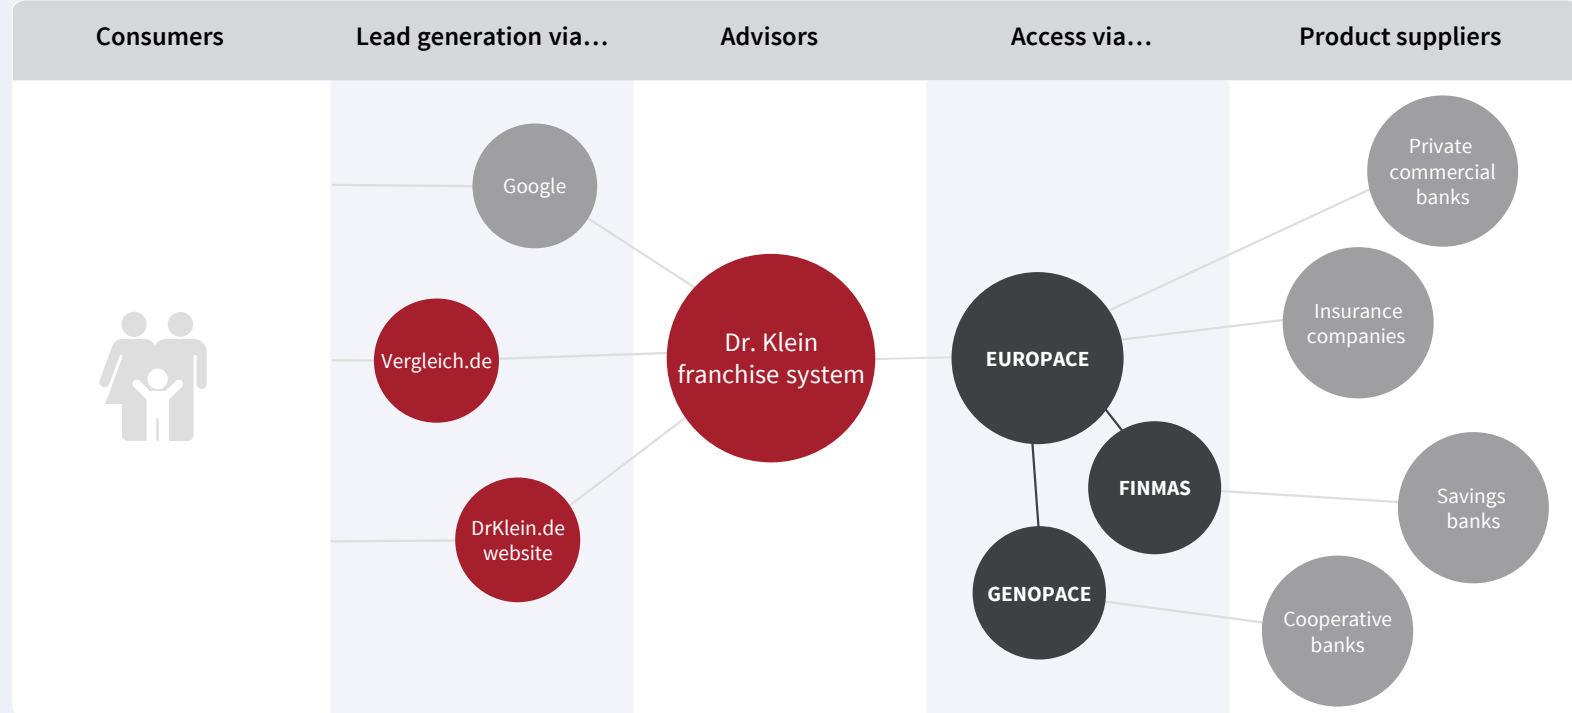 Consumers
Lead generation via…
Advisors
Access via…
Product suppliers
Google
Vergleich.de
DrKlein.de
website
Dr. Klein
franchise system
EUROPACE
FINMAS
GENOPACE
Private
commercial
banks
Insurance
companies
Savings
banks
Cooperative
banks